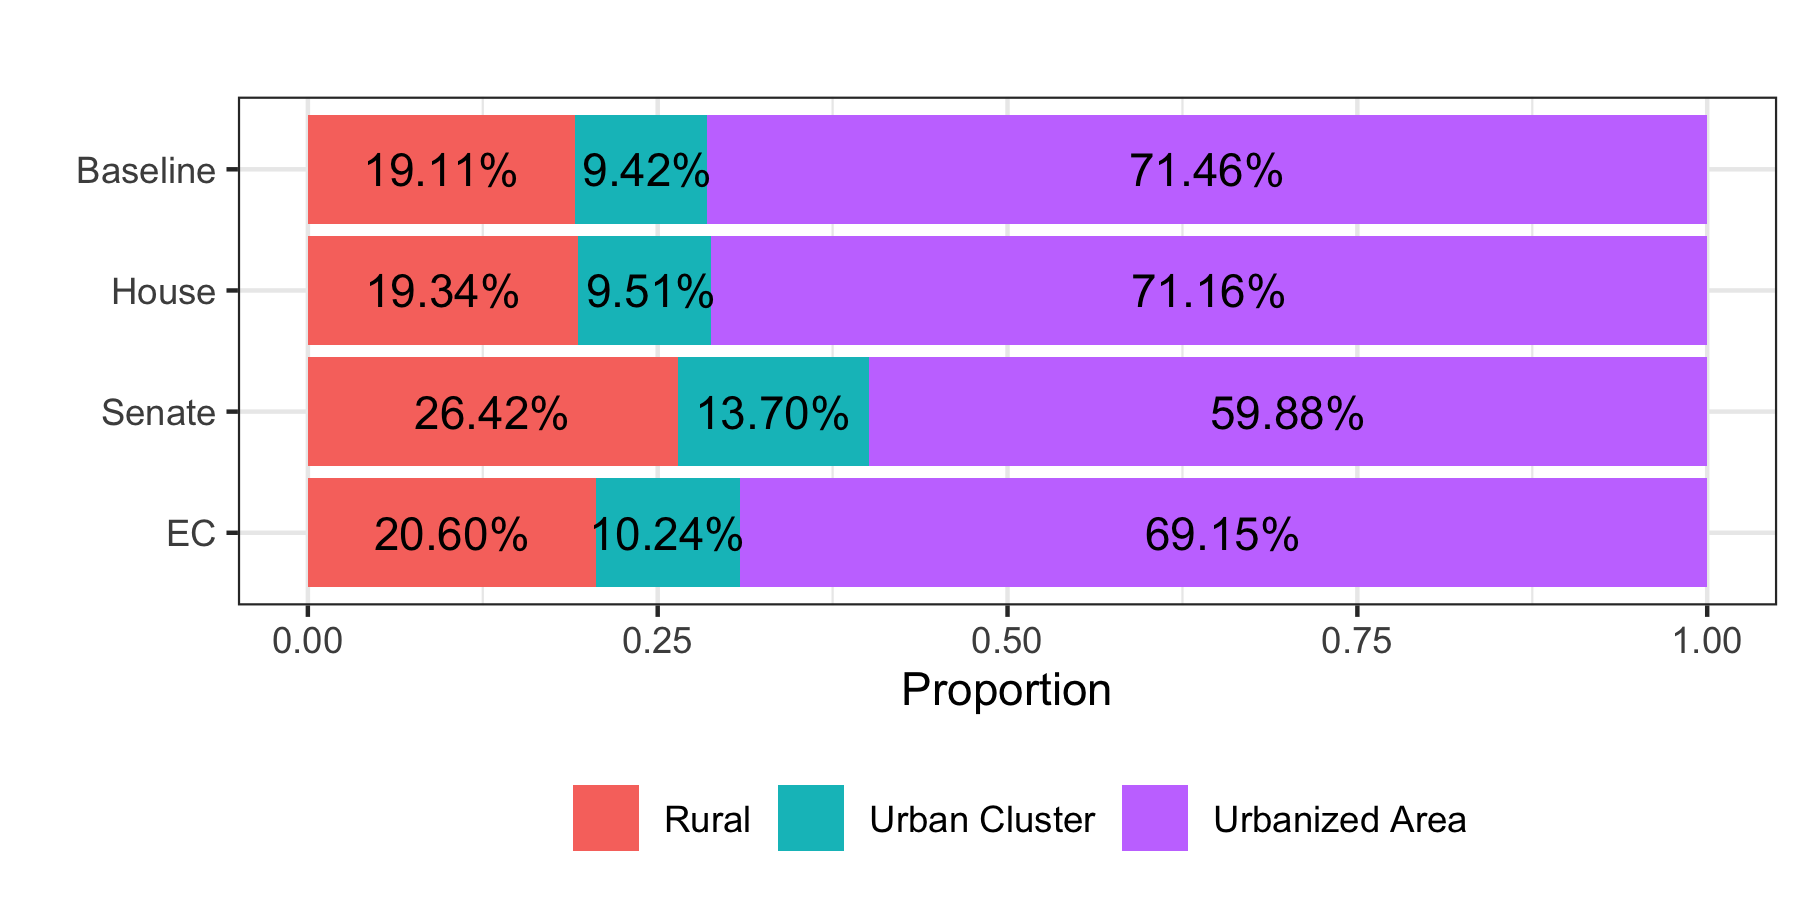 Baseline 19.11% 9.42% 71.46%
House 19.34% 9.51% 71.16%
Senate 26.42% 13.70% 59.88%
EC 20.60% 10.24% 69.15%
0.00 0.25 0.50 0.75 1.00
Proportion
Rural Urban Cluster Urbanized Area